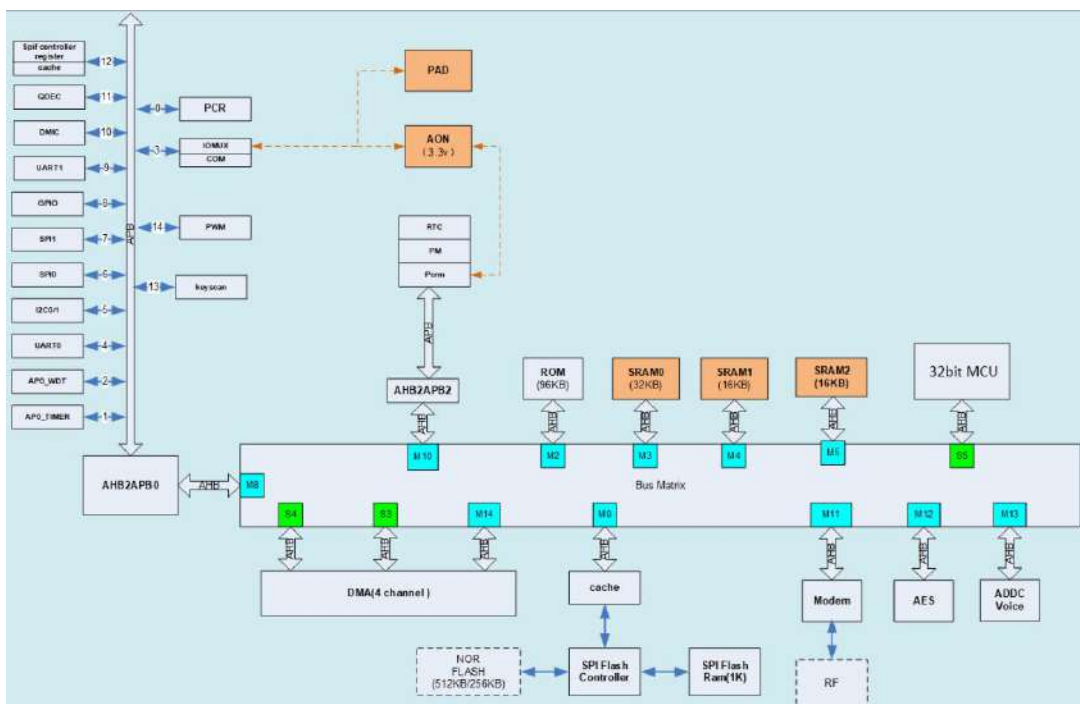 Spif controller
register
cache
12
QDEC
11
DMIC
10
UART1
9
GPIO
8
SPI1
7
SPI0
6
I2C0/1
5
UART0
4
AP0_WDT
2
AP0_TIMER
1
APB
0
PCR
3
IOMUX
COM
14
PWM
13
keyscan
PAD
AON
(3.3v)
RTC
PM
Pcrm
APB
AHB2APB2
AHB
ROM
(96KB)
AHB
SRAM0
(32KB)
AHB
SRAM1
(16KB)
AHB
SRAM2
(16KB)
AHB
32bit MCU
AHB
AHB2APB0
AHB
M8
M10
M2
M3
M4
M5
S5
Bus Matrix
S4
S3
M14
M0
M11
M12
M13
AHB
AHB
AHB
AHB
AHB
AHB
AHB
DMA(4 channel )
cache
Modem
AES
ADDC
Voice
NOR
FLASH
(512KB/256KB)
SPI Flash
Controller
SPI Flash
Ram(1K)
RF